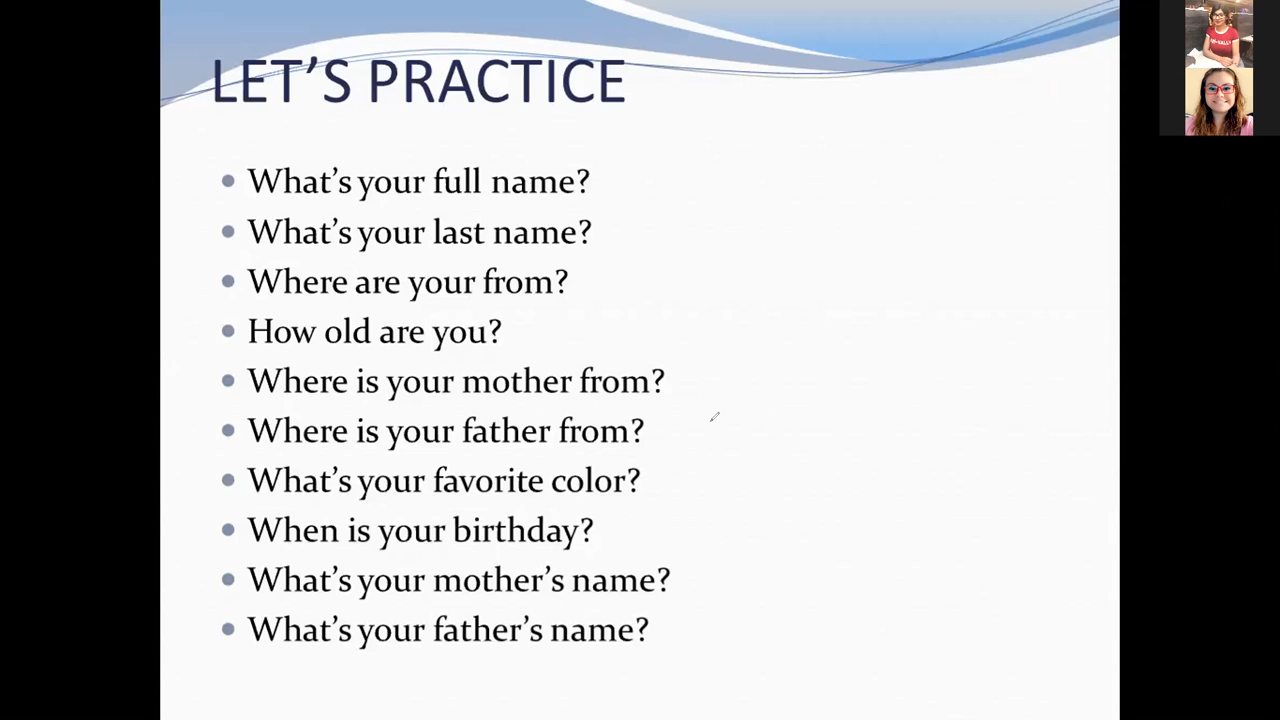 LET’S PRACTICE
What’s your full name?
What’s your last name?
Where are your from?
How old are you?
Where is your mother from?
Where is your father from?
What’s your favorite color?
When is your birthday?
What’s your mother’s name?
What’s your father’s name?